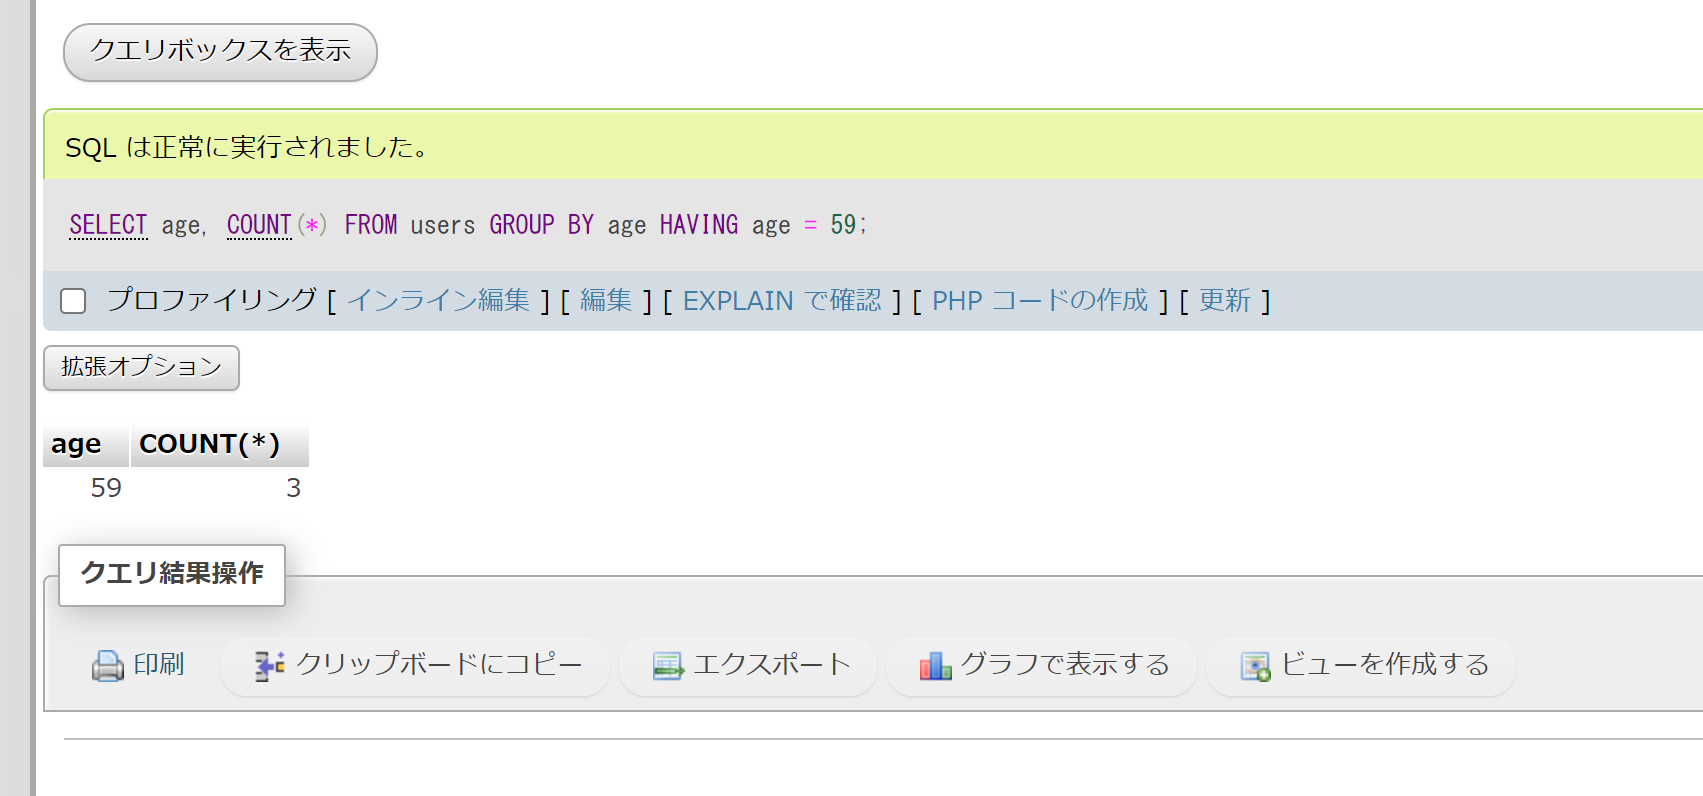 クエリボックスを表示
SQL は正常に実行されました。
SELECT age, COUNT(*) FROM users GROUP BY age HAVING age = 59;
プロファイリング [ インライン編集 ] [ 編集 ] [ EXPLAIN で確認 ] [ PHP コードの作成 ] [ 更新 ]
拡張オプション
age COUNT(*)
59 3
クエリ結果操作
印刷 クリップボードにコピー エクスポート グラフで表示する ビューを作成する